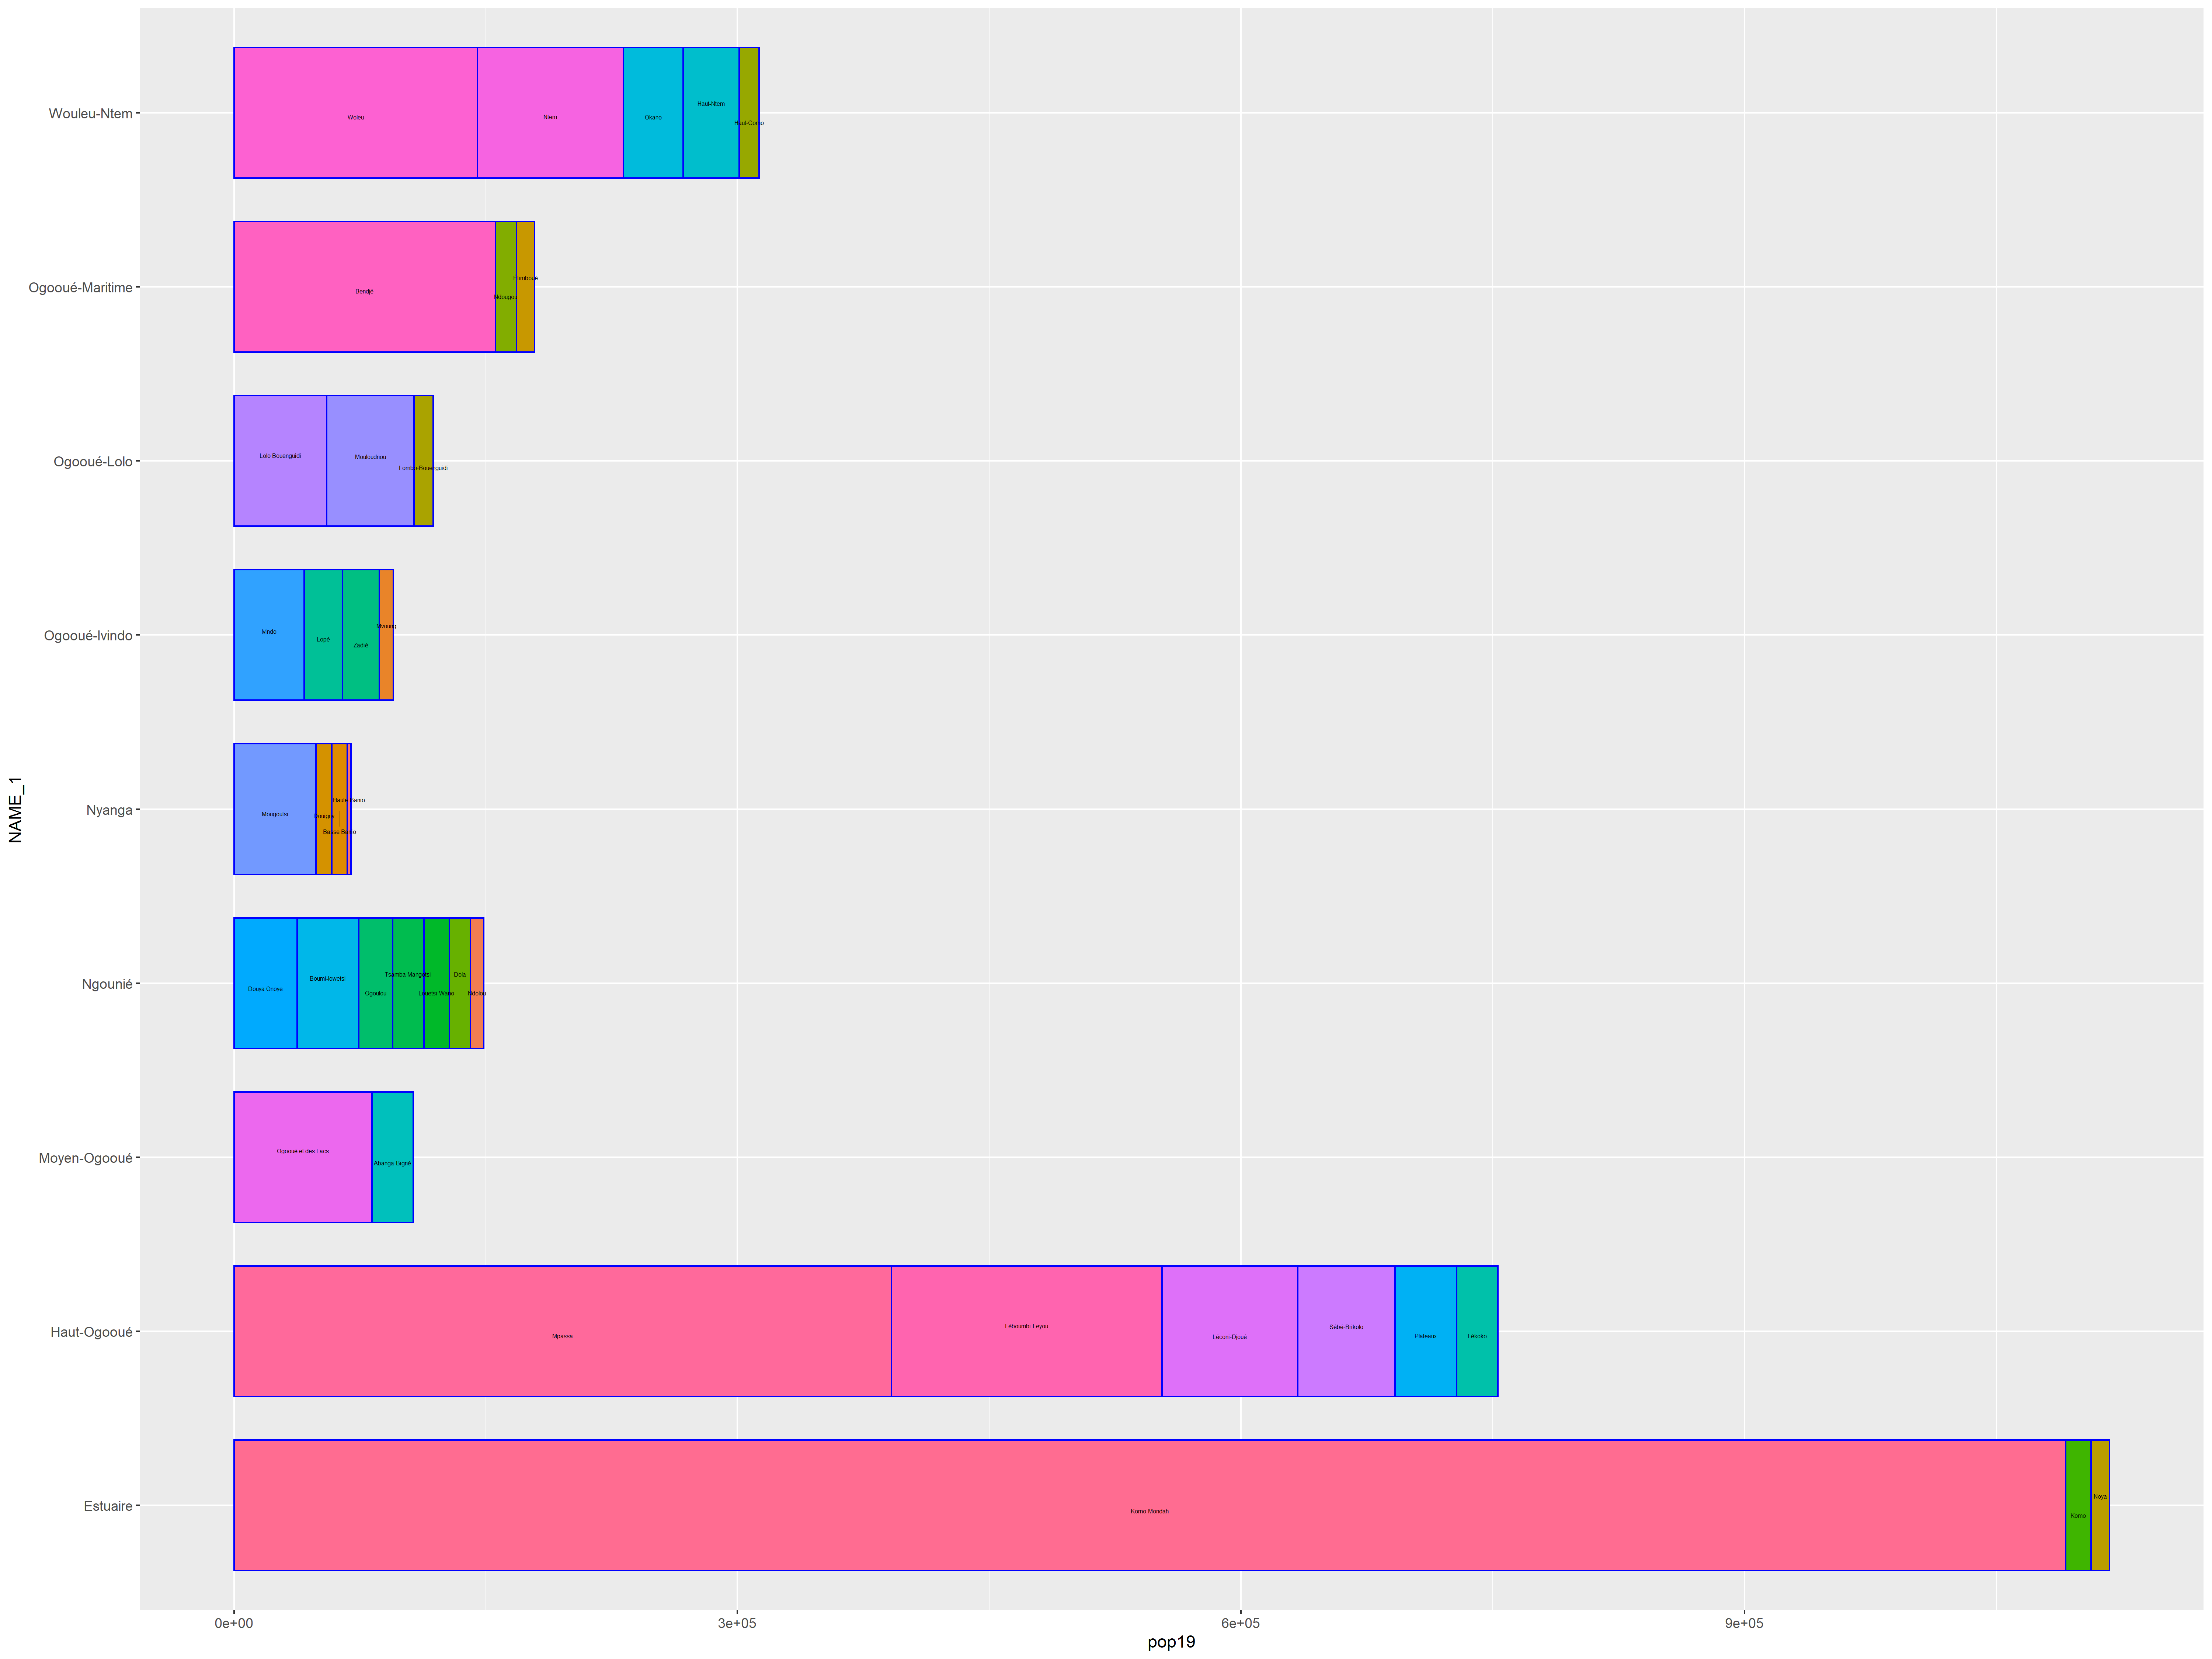 Wouleu-Ntem
Woleu
Ntem
Okano
Haut-Ntem
Haut-Como
Ogooué-Maritime
Bendjé
Ndougou
Étimboué
Ogooué-Lolo
Lolo Bouenguidi
Mouloudnou
Lombo-Bouenguidi
Ogooué-Ivindo
Ivindo
Lopé
Zadié
Mvoung
Nyanga
Mougoutsi
Douigny
Basse Banio
Haute-Banio
Ngounié
Douya Onoye
Boumi-lowetsi
Ogoulou
Tsamba Mangotsi
Louetsi-Wano
Dola
Ndolou
Moyen-Ogooué
Ogooué et des Lacs
Abanga-Bigné
Haut-Ogooué
Mpassa
Léboumbi-Leyou
Léconi-Djoué
Sébé-Brikolo
Plateaux
Lékoko
Estuaire
Komo-Mondah
Komo
Noya
0e+00
3e+05
6e+05
9e+05
pop19
NAME_1